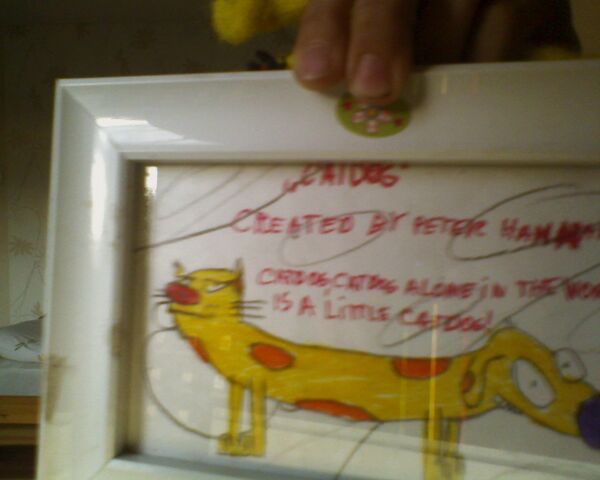 „CATDOG"
CREATED BY PETER
CATDOG, CATDOG ALONE IN THE
IS A LITTLE CATDOG!